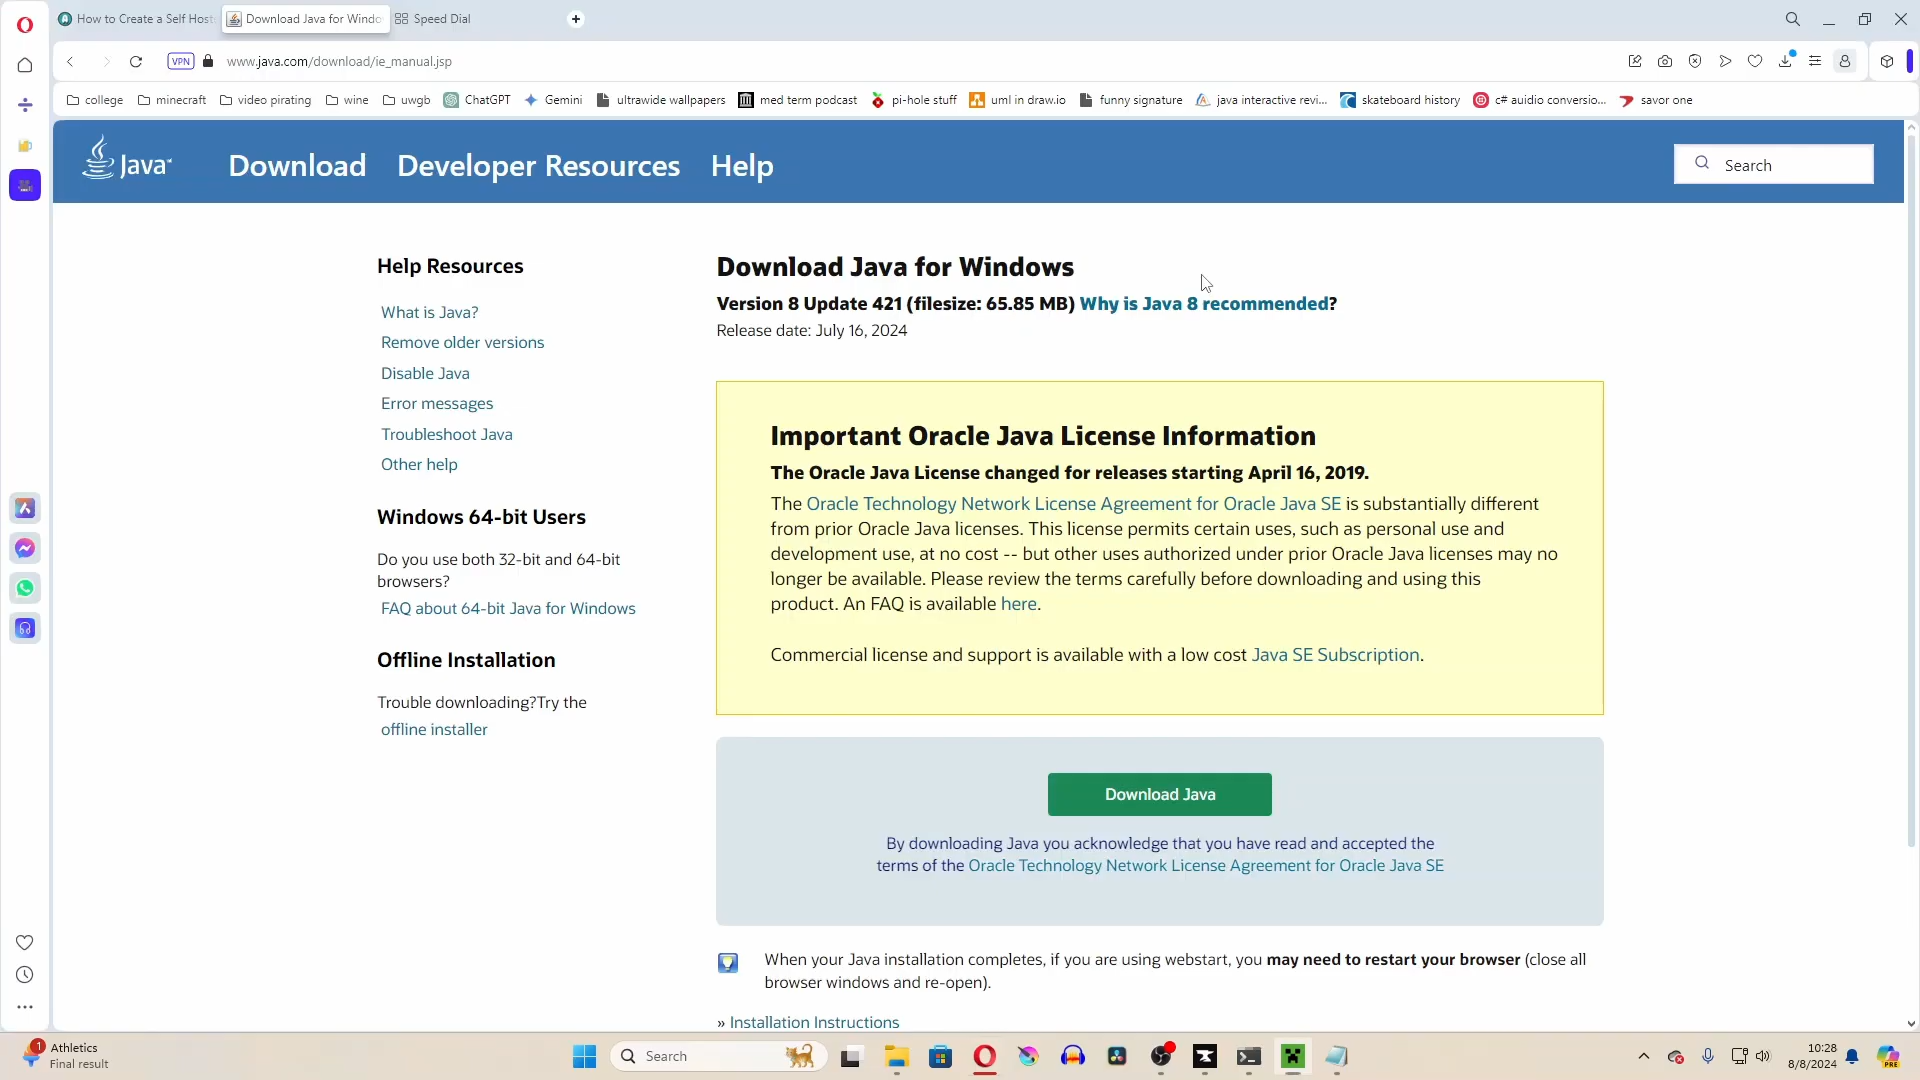 How to Create a Self Host
Download Java for Windo
Speed Dial
VPN
www.java.com/download/ie_manual.jsp
college
minecraft
video pirating
wine
uwgb
ChatGPT
Gemini
ultrawide wallpapers
med term podcast
pi-hole stuff
uml in draw.io
funny signature
java interactive revi...
skateboard history
c# auidio conversio...
savor one
Java
Download
Developer Resources
Help
Search
Help Resources
What is Java?
Remove older versions
Disable Java
Error messages
Troubleshoot Java
Other help
Windows 64-bit Users
Do you use both 32-bit and 64-bit
browsers?
FAQ about 64-bit Java for Windows
Offline Installation
Trouble downloading?Try the
offline installer
Download Java for Windows
Version 8 Update 421 (filesize: 65.85 MB) Why is Java 8 recommended?
Release date: July 16, 2024
Important Oracle Java License Information
The Oracle Java License changed for releases starting April 16, 2019.
The Oracle Technology Network License Agreement for Oracle Java SE is substantially different
from prior Oracle Java licenses. This license permits certain uses, such as personal use and
development use, at no cost -- but other uses authorized under prior Oracle Java licenses may no
longer be available. Please review the terms carefully before downloading and using this
product. An FAQ is available here.
Commercial license and support is available with a low cost Java SE Subscription.
Download Java
By downloading Java you acknowledge that you have read and accepted the
terms of the Oracle Technology Network License Agreement for Oracle Java SE
When your Java installation completes, if you are using webstart, you may need to restart your browser (close all
browser windows and re-open).
» Installation Instructions
1
Athletics
Final result
Search
10:28
8/8/2024
PRE